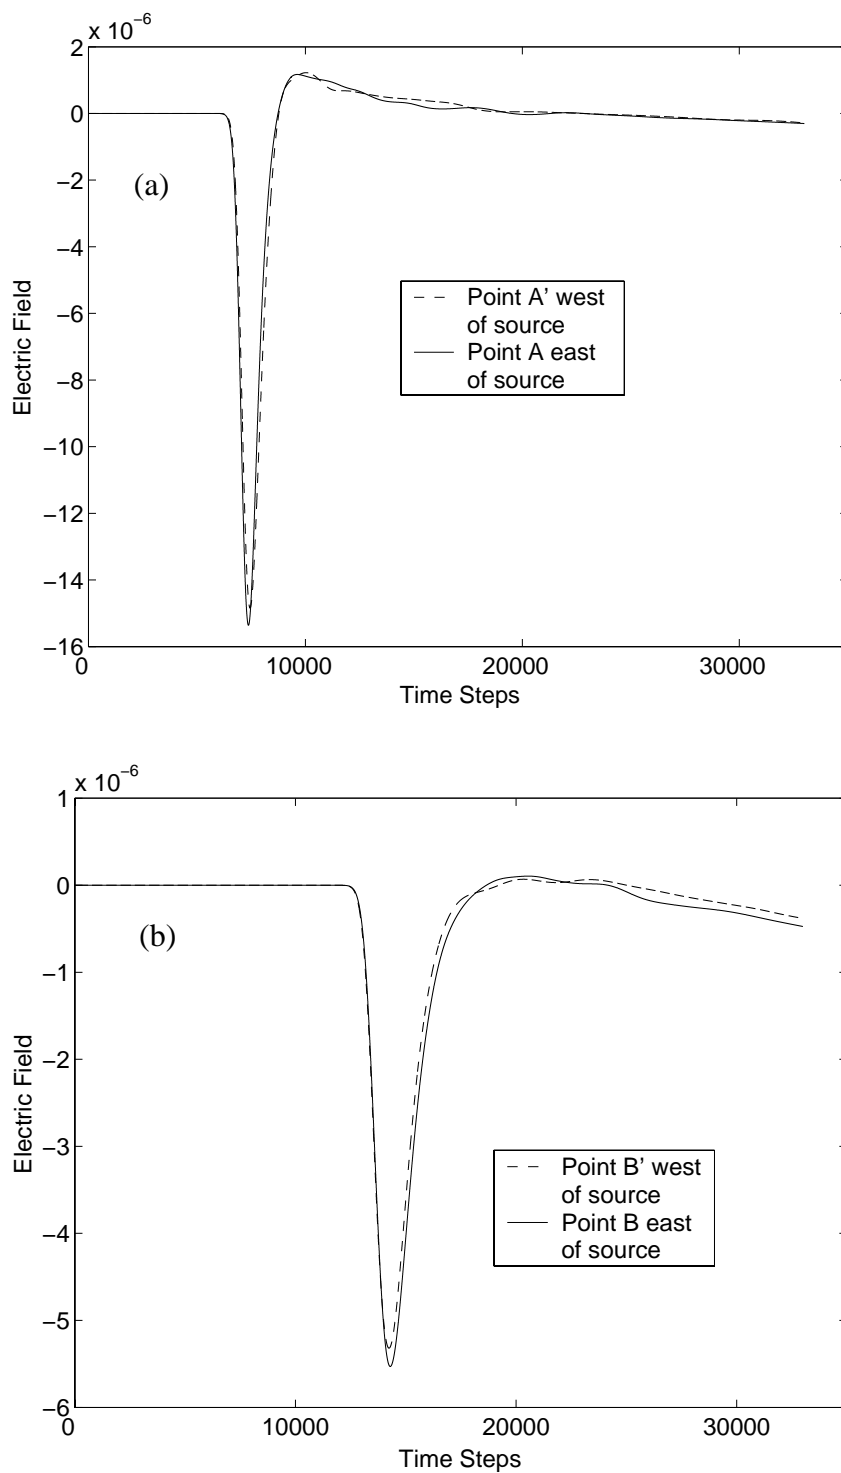 x 10⁻⁶
2
0
−2
−4
−6
−8
−10
−12
−14
−16
(a)
Electric Field
Point A' west
of source
Point A east
of source
0 10000 20000 30000
Time Steps
x 10⁻⁶
1
0
−1
−2
−3
−4
−5
−6
(b)
Electric Field
Point B' west
of source
Point B east
of source
0 10000 20000 30000
Time Steps